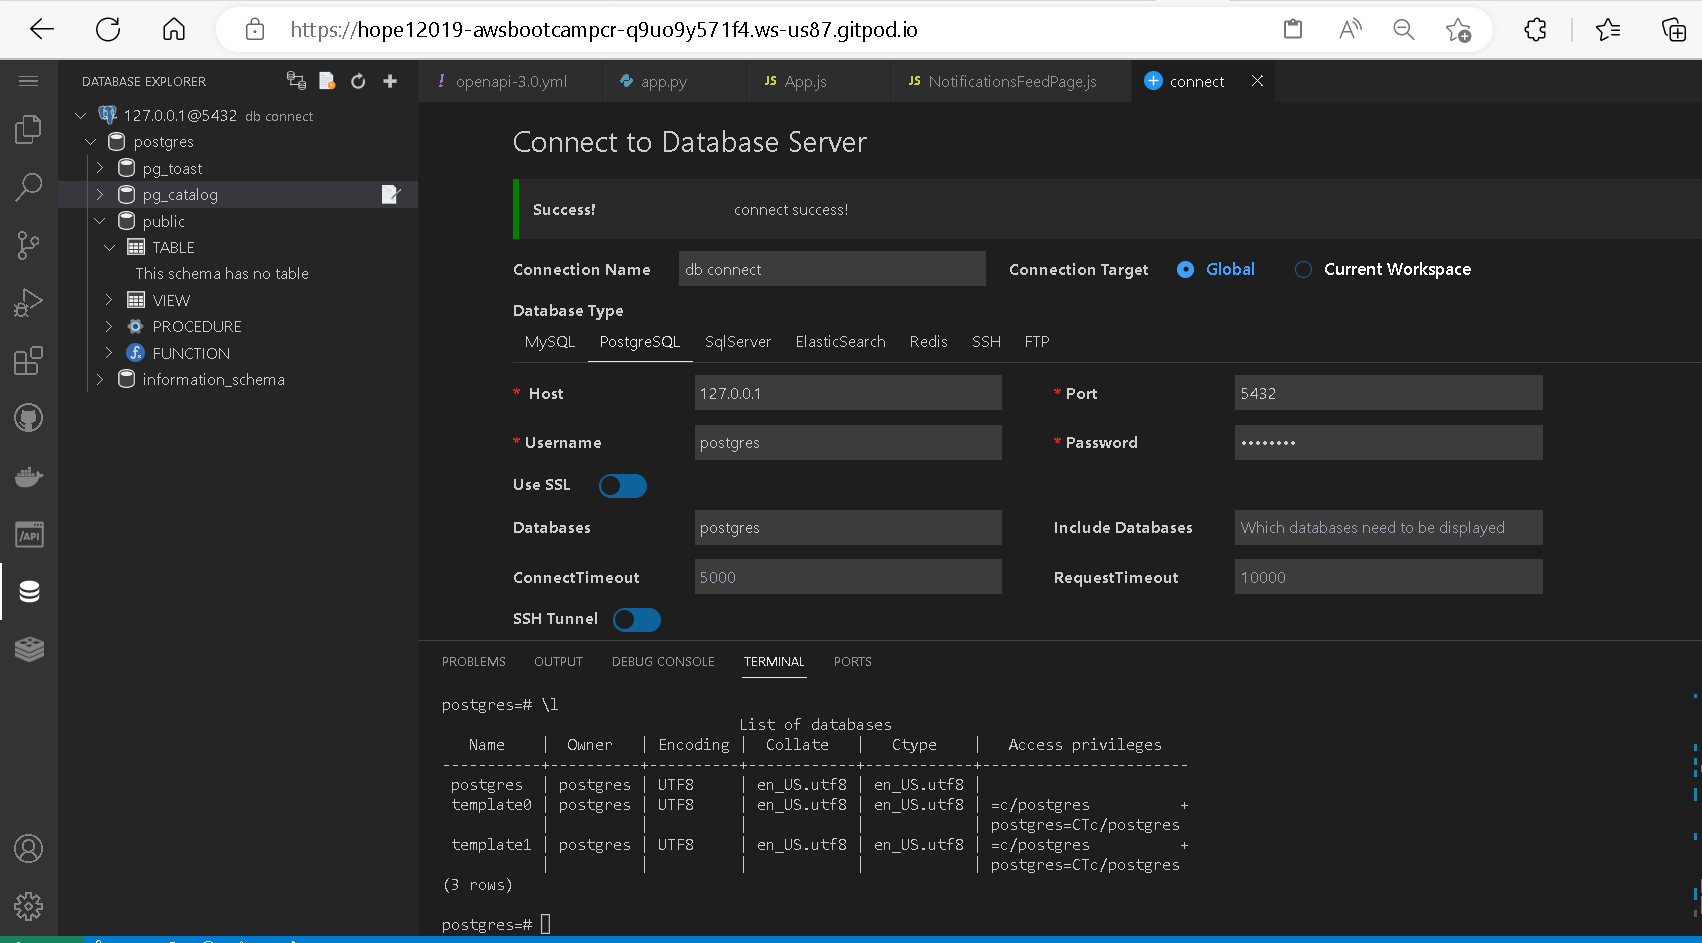 https://hope12019-awsbootcampcr-q9uo9y571f4.ws-us87.gitpod.io
DATABASE EXPLORER
! openapi-3.0.yml
app.py
JS App.js
JS NotificationsFeedPage.js
connect
127.0.0.1@5432 db connect
postgres
pg_toast
pg_catalog
public
TABLE
This schema has no table
VIEW
PROCEDURE
FUNCTION
information_schema
/API
Connect to Database Server
Success! connect success!
Connection Name db connect Connection Target Global Current Workspace
Database Type
MySQL PostgreSQL SqlServer ElasticSearch Redis SSH FTP
* Host 127.0.0.1 * Port 5432
* Username postgres * Password ••••••••
Use SSL
Databases postgres Include Databases Which databases need to be displayed
ConnectTimeout 5000 RequestTimeout 10000
SSH Tunnel
PROBLEMS OUTPUT DEBUG CONSOLE TERMINAL PORTS
postgres=# \l
List of databases
Name | Owner | Encoding | Collate | Ctype | Access privileges
-----------+----------+----------+------------+------------+-----------------------
postgres | postgres | UTF8 | en_US.utf8 | en_US.utf8 |
template0 | postgres | UTF8 | en_US.utf8 | en_US.utf8 | =c/postgres +
| | | | | postgres=CTc/postgres
template1 | postgres | UTF8 | en_US.utf8 | en_US.utf8 | =c/postgres +
| | | | | postgres=CTc/postgres
(3 rows)
postgres=#